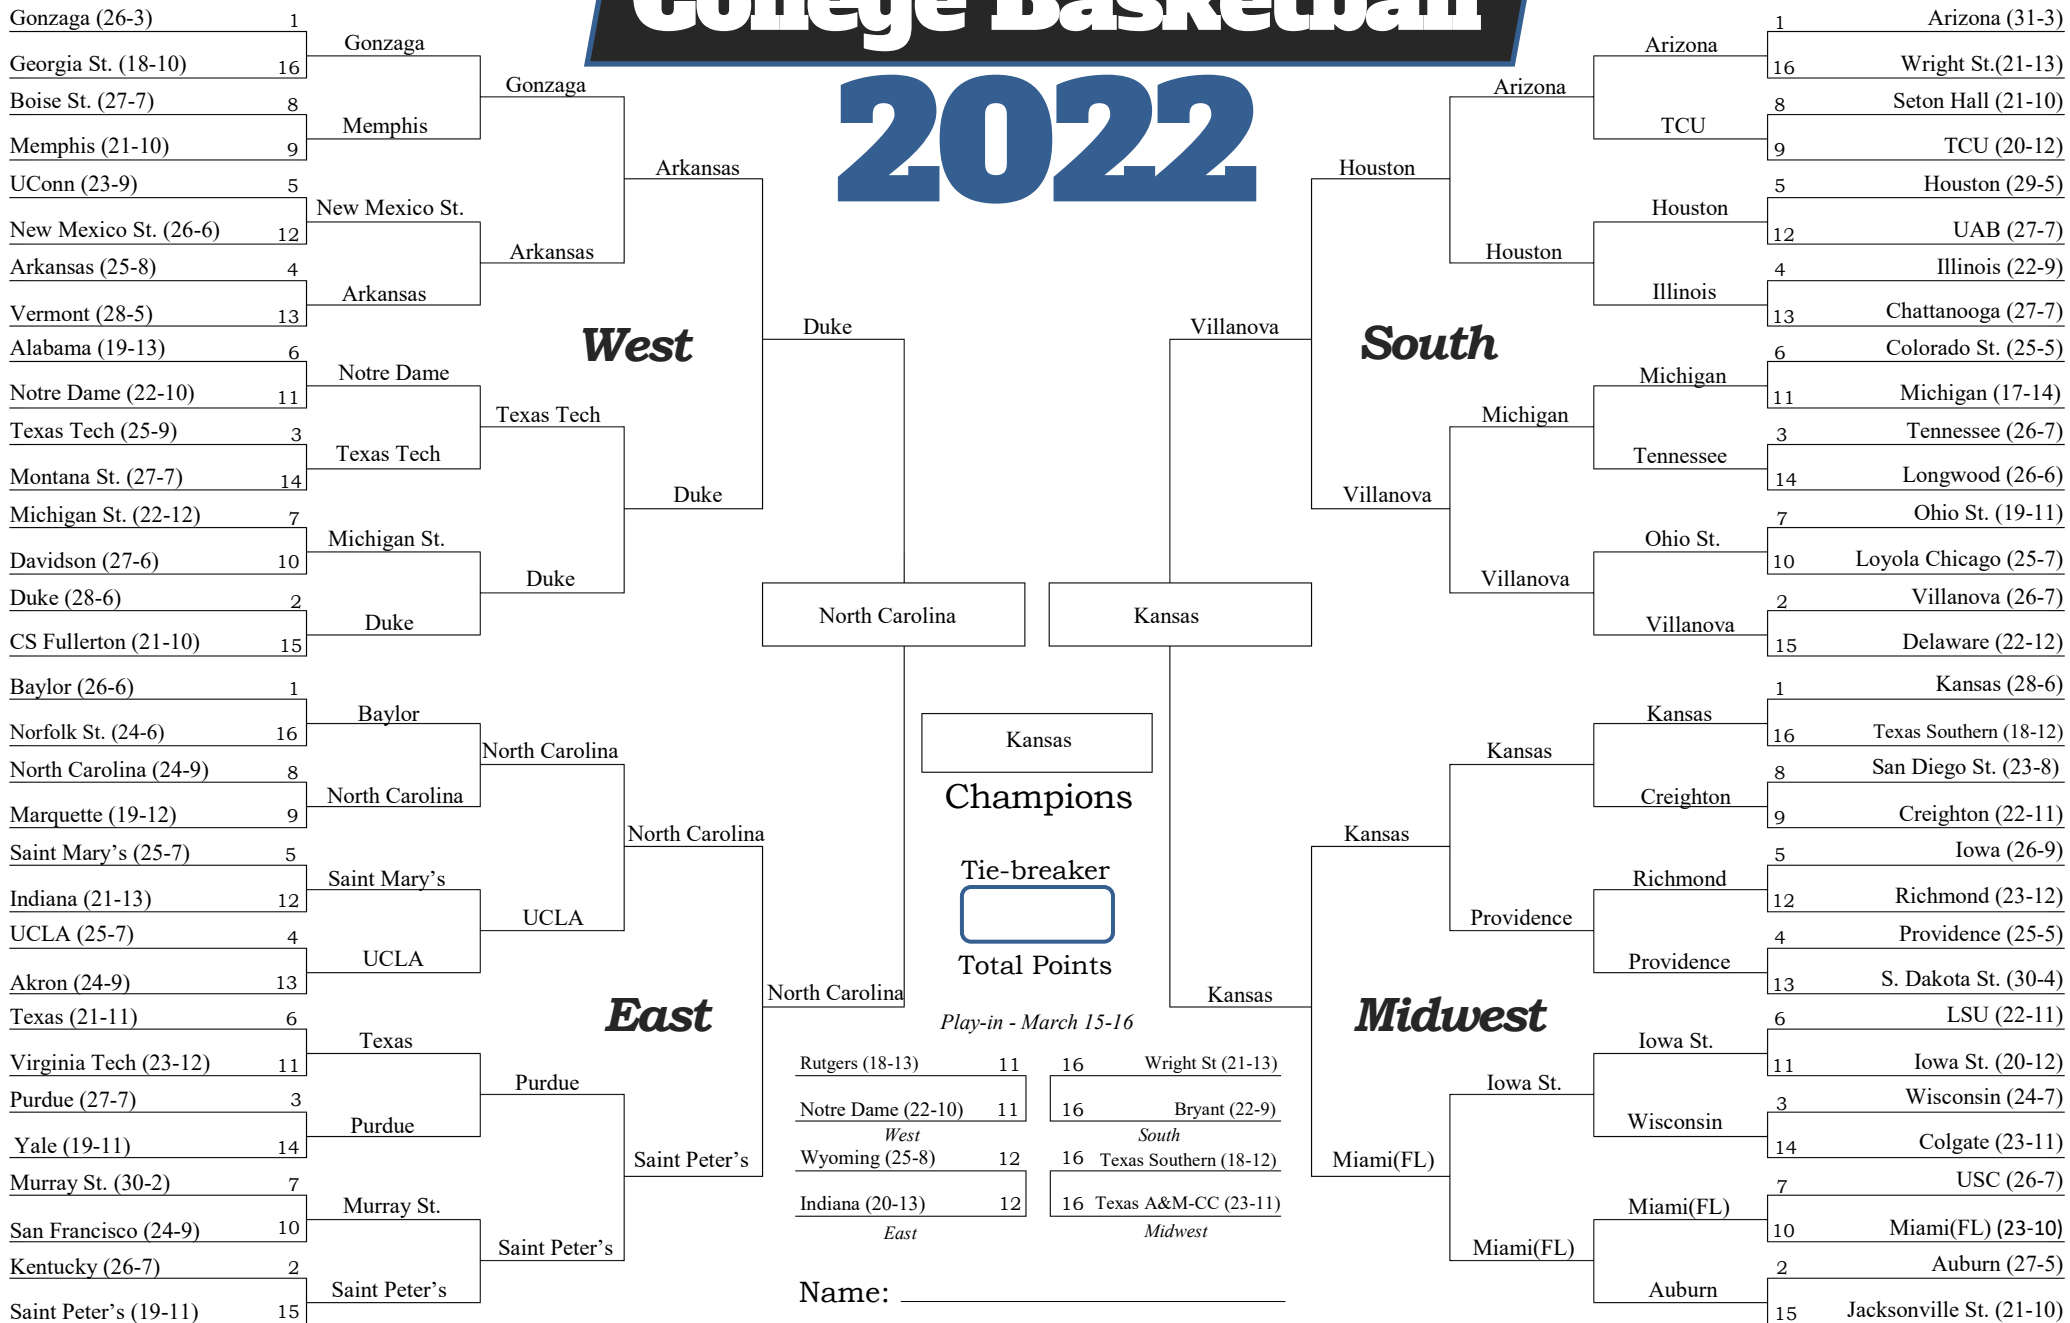 College Basketball
2022
Gonzaga (26-3) 1
Georgia St. (18-10) 16
Boise St. (27-7) 8
Memphis (21-10) 9
UConn (23-9) 5
New Mexico St. (26-6) 12
Arkansas (25-8) 4
Vermont (28-5) 13
Alabama (19-13) 6
Notre Dame (22-10) 11
Texas Tech (25-9) 3
Montana St. (27-7) 14
Michigan St. (22-12) 7
Davidson (27-6) 10
Duke (28-6) 2
CS Fullerton (21-10) 15
Gonzaga
Memphis
New Mexico St.
Arkansas
Notre Dame
Texas Tech
Michigan St.
Duke
Gonzaga
Arkansas
Texas Tech
Duke
Arkansas
Duke
Duke
West
Baylor (26-6) 1
Norfolk St. (24-6) 16
North Carolina (24-9) 8
Marquette (19-12) 9
Saint Mary’s (25-7) 5
Indiana (21-13) 12
UCLA (25-7) 4
Akron (24-9) 13
Texas (21-11) 6
Virginia Tech (23-12) 11
Purdue (27-7) 3
Yale (19-11) 14
Murray St. (30-2) 7
San Francisco (24-9) 10
Kentucky (26-7) 2
Saint Peter’s (19-11) 15
Baylor
North Carolina
Saint Mary’s
UCLA
Texas
Purdue
Murray St.
Saint Peter’s
North Carolina
UCLA
Purdue
Saint Peter’s
North Carolina
Saint Peter’s
North Carolina
East
North Carolina
Kansas
Kansas
Champions
Tie-breaker
Total Points
Play-in - March 15-16
Rutgers (18-13) 11
Notre Dame (22-10) 11
West
Wyoming (25-8) 12
Indiana (20-13) 12
East
16 Wright St (21-13)
16 Bryant (22-9)
South
16 Texas Southern (18-12)
16 Texas A&M-CC (23-11)
Midwest
Name:
1 Arizona (31-3)
16 Wright St.(21-13)
8 Seton Hall (21-10)
9 TCU (20-12)
5 Houston (29-5)
12 UAB (27-7)
4 Illinois (22-9)
13 Chattanooga (27-7)
6 Colorado St. (25-5)
11 Michigan (17-14)
3 Tennessee (26-7)
14 Longwood (26-6)
7 Ohio St. (19-11)
10 Loyola Chicago (25-7)
2 Villanova (26-7)
15 Delaware (22-12)
Arizona
TCU
Houston
Illinois
Michigan
Tennessee
Ohio St.
Villanova
Arizona
Houston
Michigan
Villanova
Houston
Villanova
Villanova
South
1 Kansas (28-6)
16 Texas Southern (18-12)
8 San Diego St. (23-8)
9 Creighton (22-11)
5 Iowa (26-9)
12 Richmond (23-12)
4 Providence (25-5)
13 S. Dakota St. (30-4)
6 LSU (22-11)
11 Iowa St. (20-12)
3 Wisconsin (24-7)
14 Colgate (23-11)
7 USC (26-7)
10 Miami(FL) (23-10)
2 Auburn (27-5)
15 Jacksonville St. (21-10)
Kansas
Creighton
Richmond
Providence
Iowa St.
Wisconsin
Miami(FL)
Auburn
Kansas
Providence
Iowa St.
Miami(FL)
Kansas
Miami(FL)
Kansas
Midwest